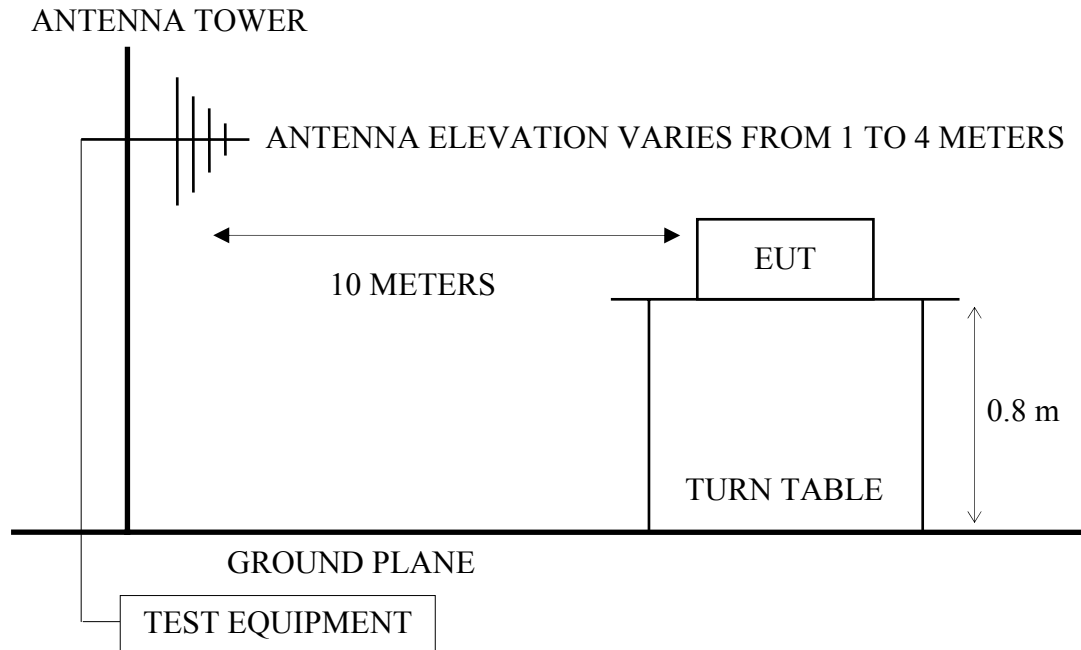 ANTENNA TOWER
ANTENNA ELEVATION VARIES FROM 1 TO 4 METERS
EUT
10 METERS
0.8 m
TURN TABLE
GROUND PLANE
TEST EQUIPMENT